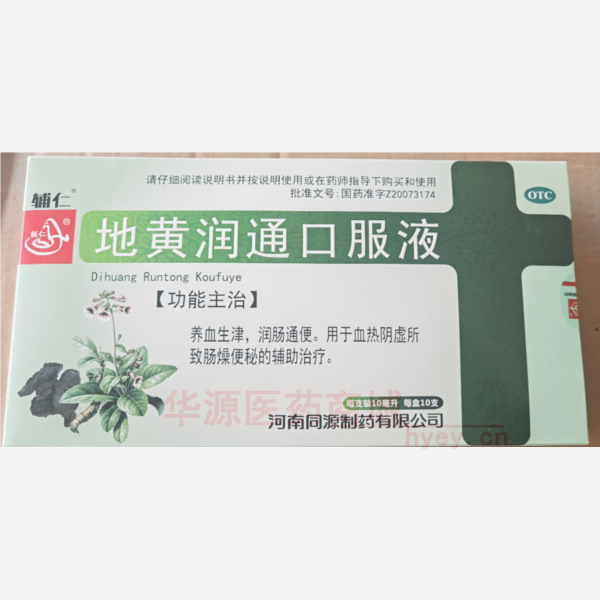 辅仁®
请仔细阅读说明书并按说明使用或在药师指导下购买和使用
批准文号:国药准字Z20073174
OTC
辅仁®
地黄润通口服液
Dihuang Runtong Koufuye
【功能主治】
养血生津，润肠通便。用于血热阴虚所
致肠燥便秘的辅助治疗。
华源医药商城
每支装10毫升 每盒10支
河南同源制药有限公司
hyey.cn